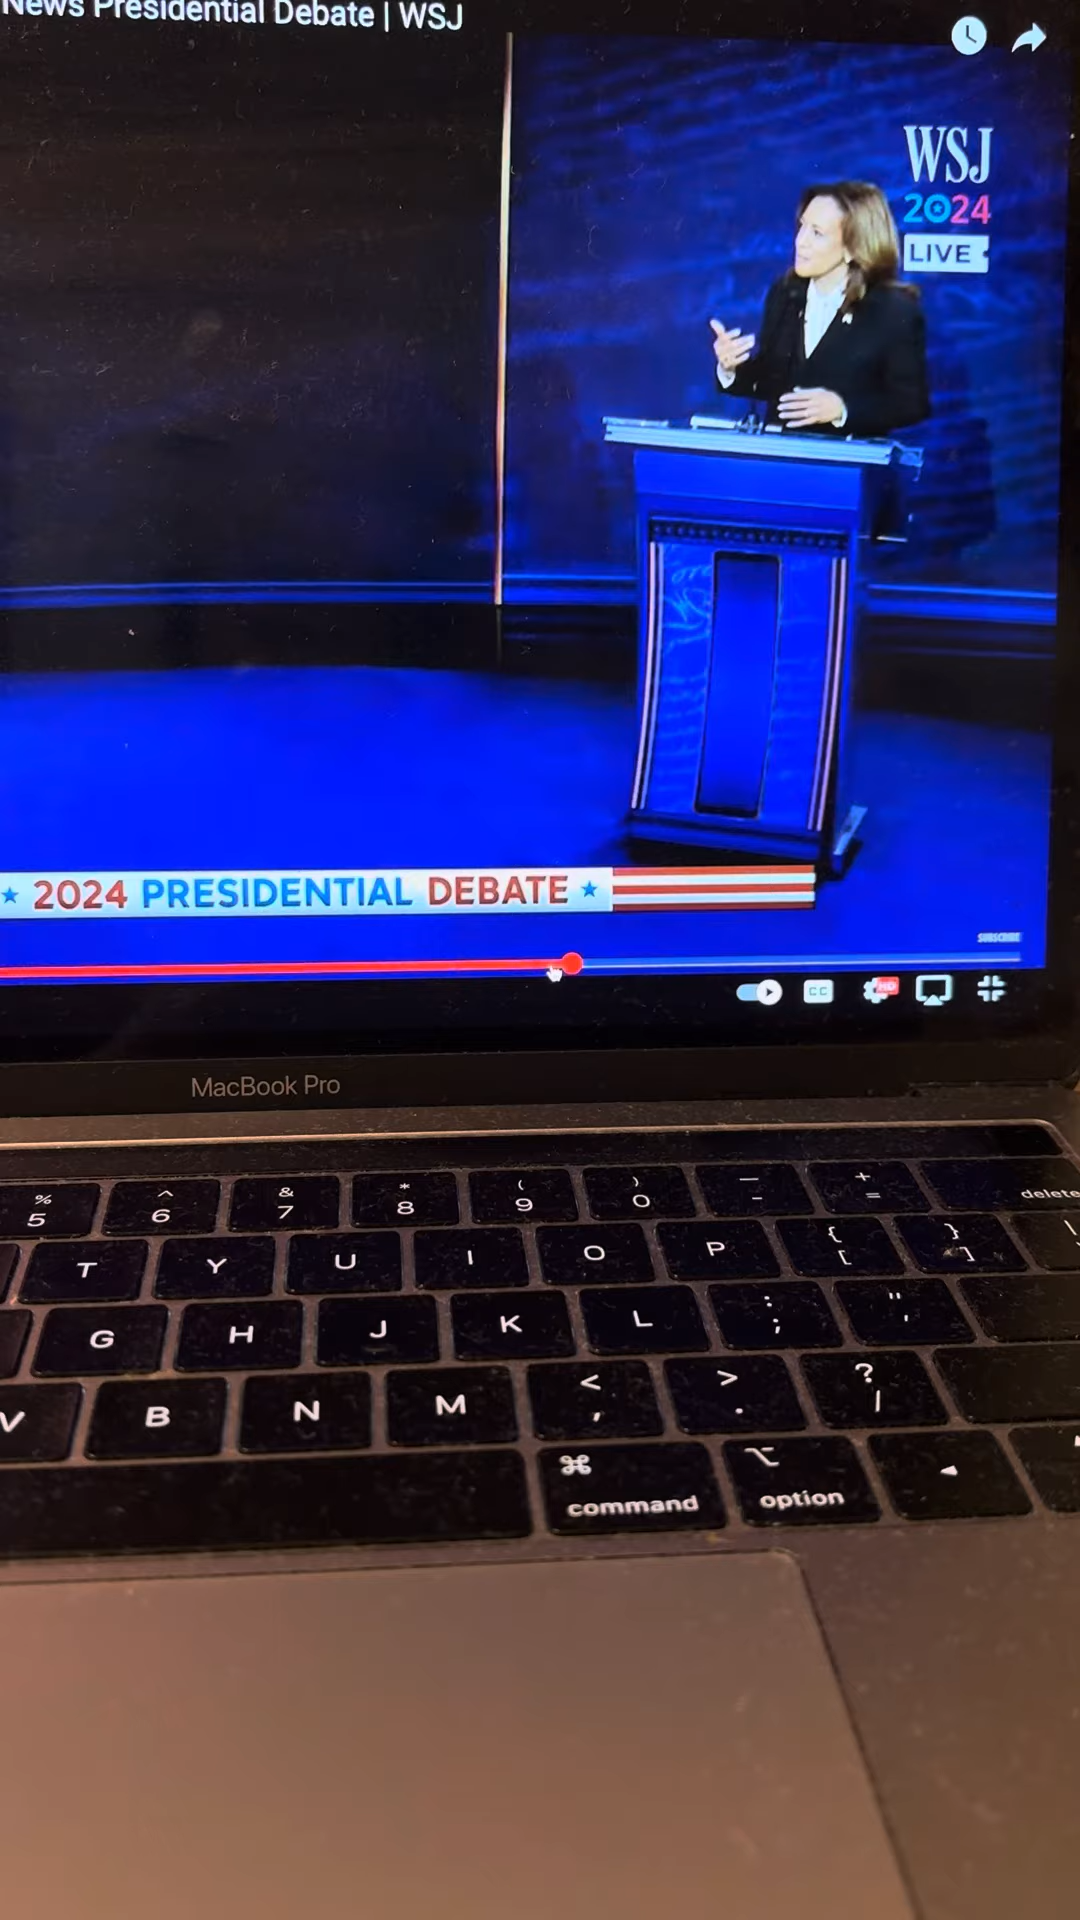 News Presidential Debate | WSJ
WSJ
2024
LIVE
2024 PRESIDENTIAL DEBATE
SUBSCRIBE
CC
HD
MacBook Pro
% ^ & * ( ) — +
5 6 7 8 9 0 - = delete
T Y U I O P { [ } ] |
G H J K L : ; " '
V B N M < , > . ? /
⌘ ⌥
command option